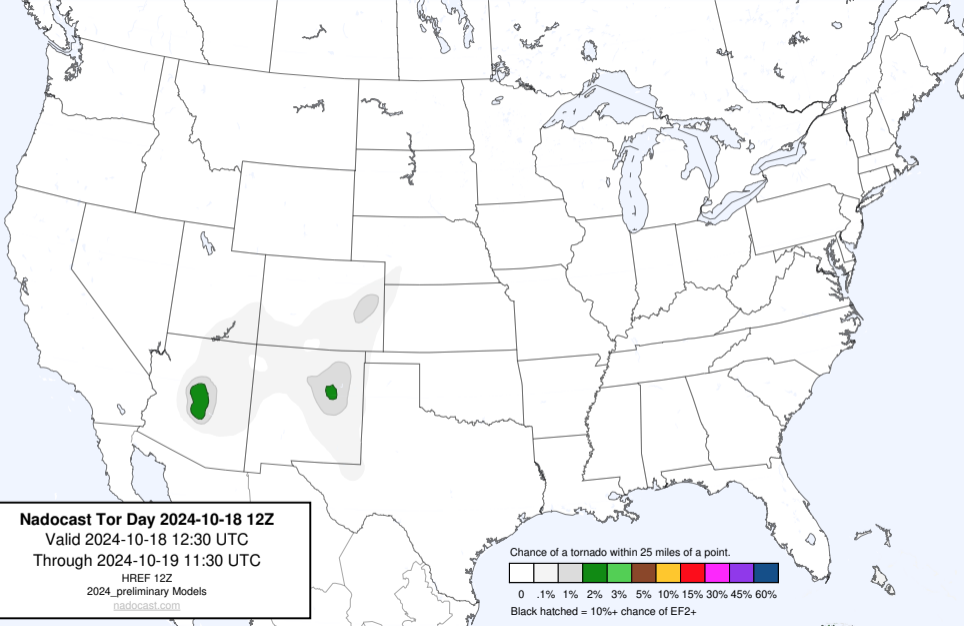 Nadocast Tor Day 2024-10-18 12Z
Valid 2024-10-18 12:30 UTC
Through 2024-10-19 11:30 UTC
HREF 12Z
2024_preliminary Models
nadocast.com
Chance of a tornado within 25 miles of a point.
0 .1% 1% 2% 3% 5% 10% 15% 30% 45% 60%
Black hatched = 10%+ chance of EF2+